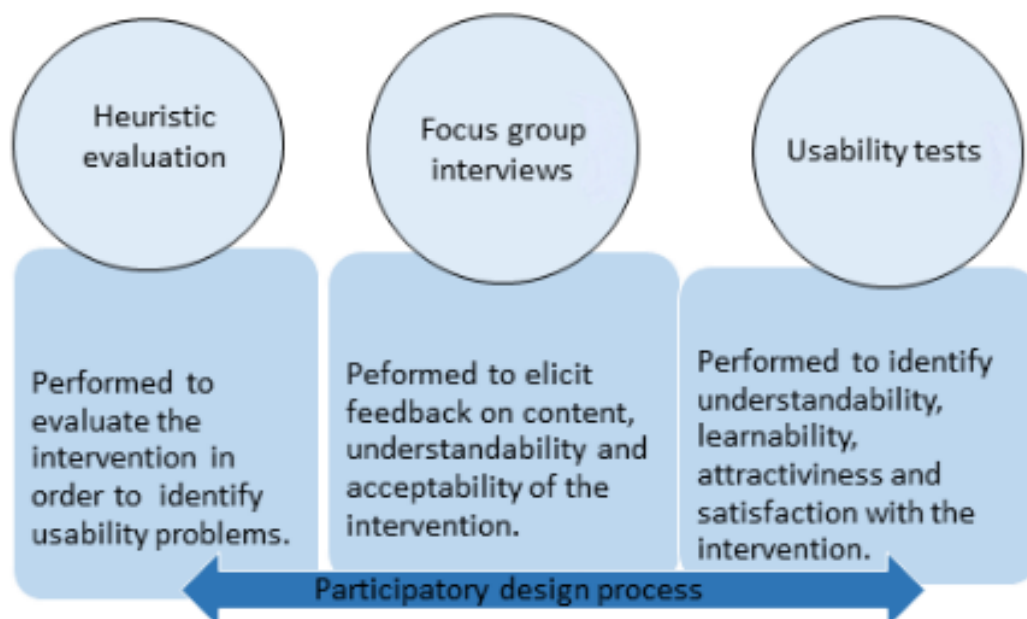 Heuristic
evaluation
Focus group
interviews
Usability tests
Performed to
evaluate the
intervention in
order to identify
usability problems.
Peformed to elicit
feedback on content,
understandability and
acceptability of the
intervention.
Performed to identify
understandability,
learnability,
attractiviness and
satisfaction with the
intervention.
Participatory design process